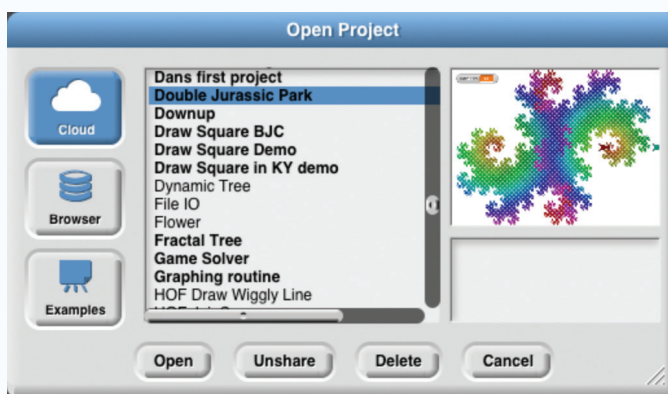 Open Project
Cloud
Browser
Examples
Dans first project
Double Jurassic Park
Downup
Draw Square BJC
Draw Square Demo
Draw Square in KY demo
Dynamic Tree
File IO
Flower
Fractal Tree
Game Solver
Graphing routine
HOF Draw Wiggly Line
Open
Unshare
Delete
Cancel